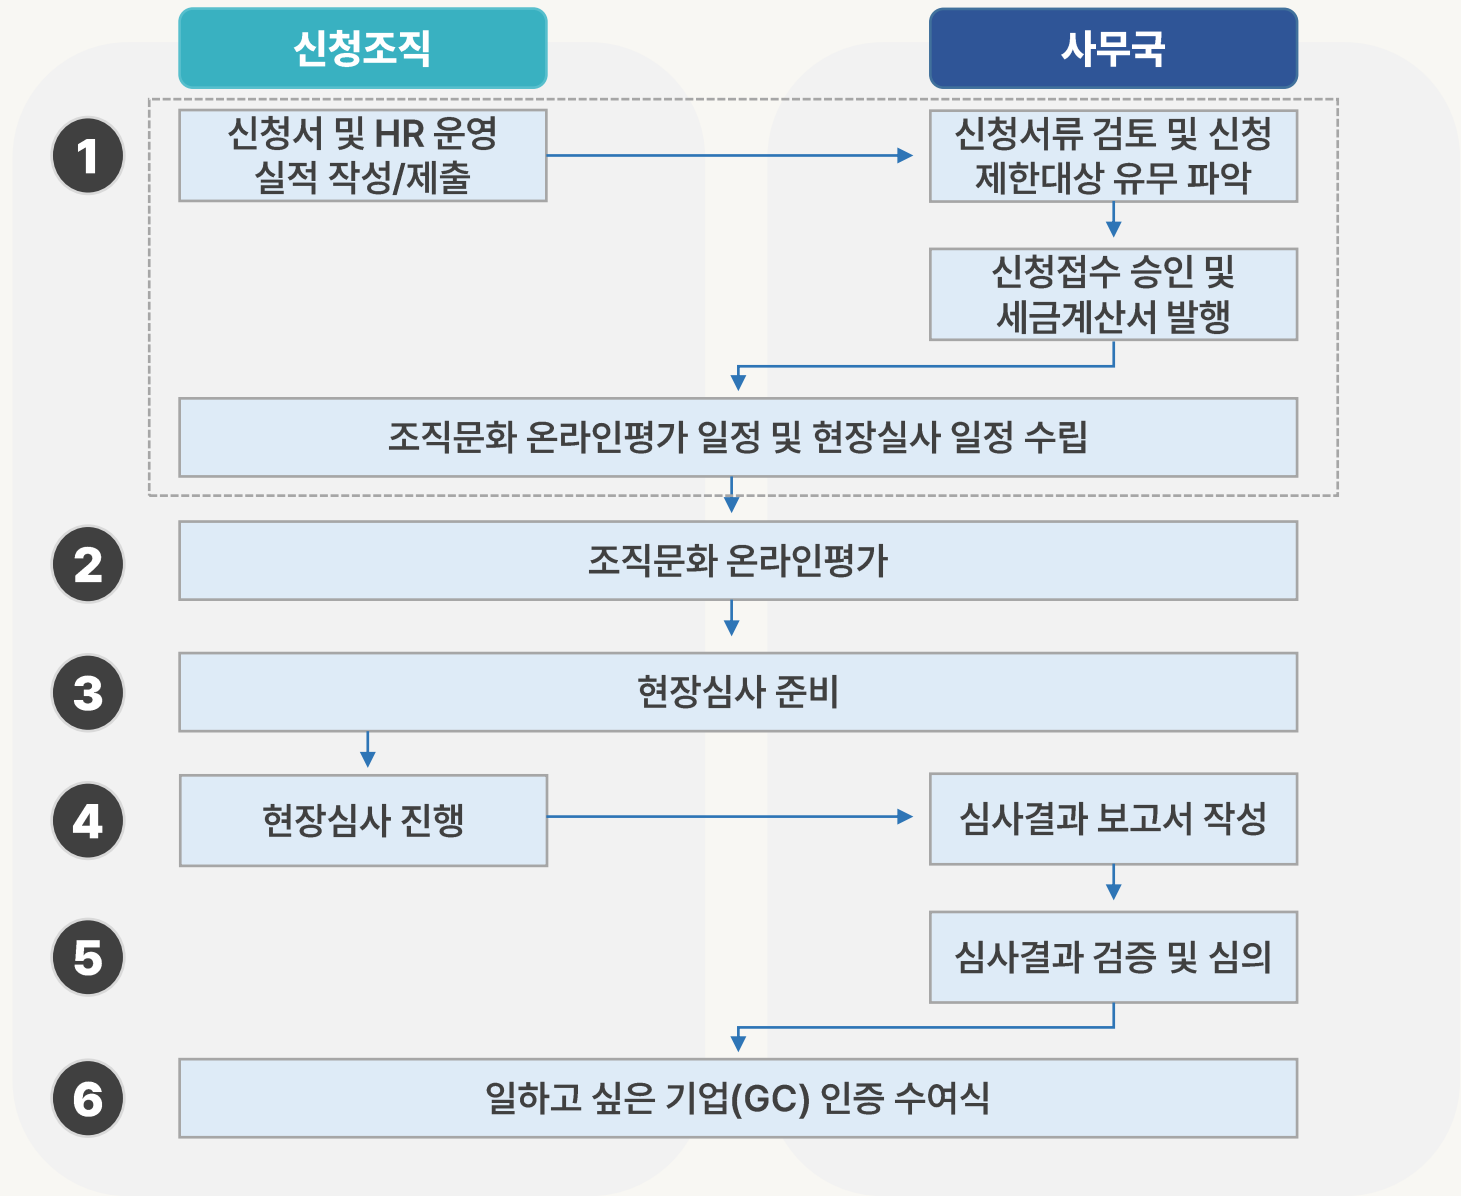 신청조직
사무국
1
신청서 및 HR 운영
실적 작성/제출
신청서류 검토 및 신청
제한대상 유무 파악
신청접수 승인 및
세금계산서 발행
조직문화 온라인평가 일정 및 현장실사 일정 수립
2
조직문화 온라인평가
3
현장심사 준비
4
현장심사 진행
심사결과 보고서 작성
5
심사결과 검증 및 심의
6
일하고 싶은 기업(GC) 인증 수여식